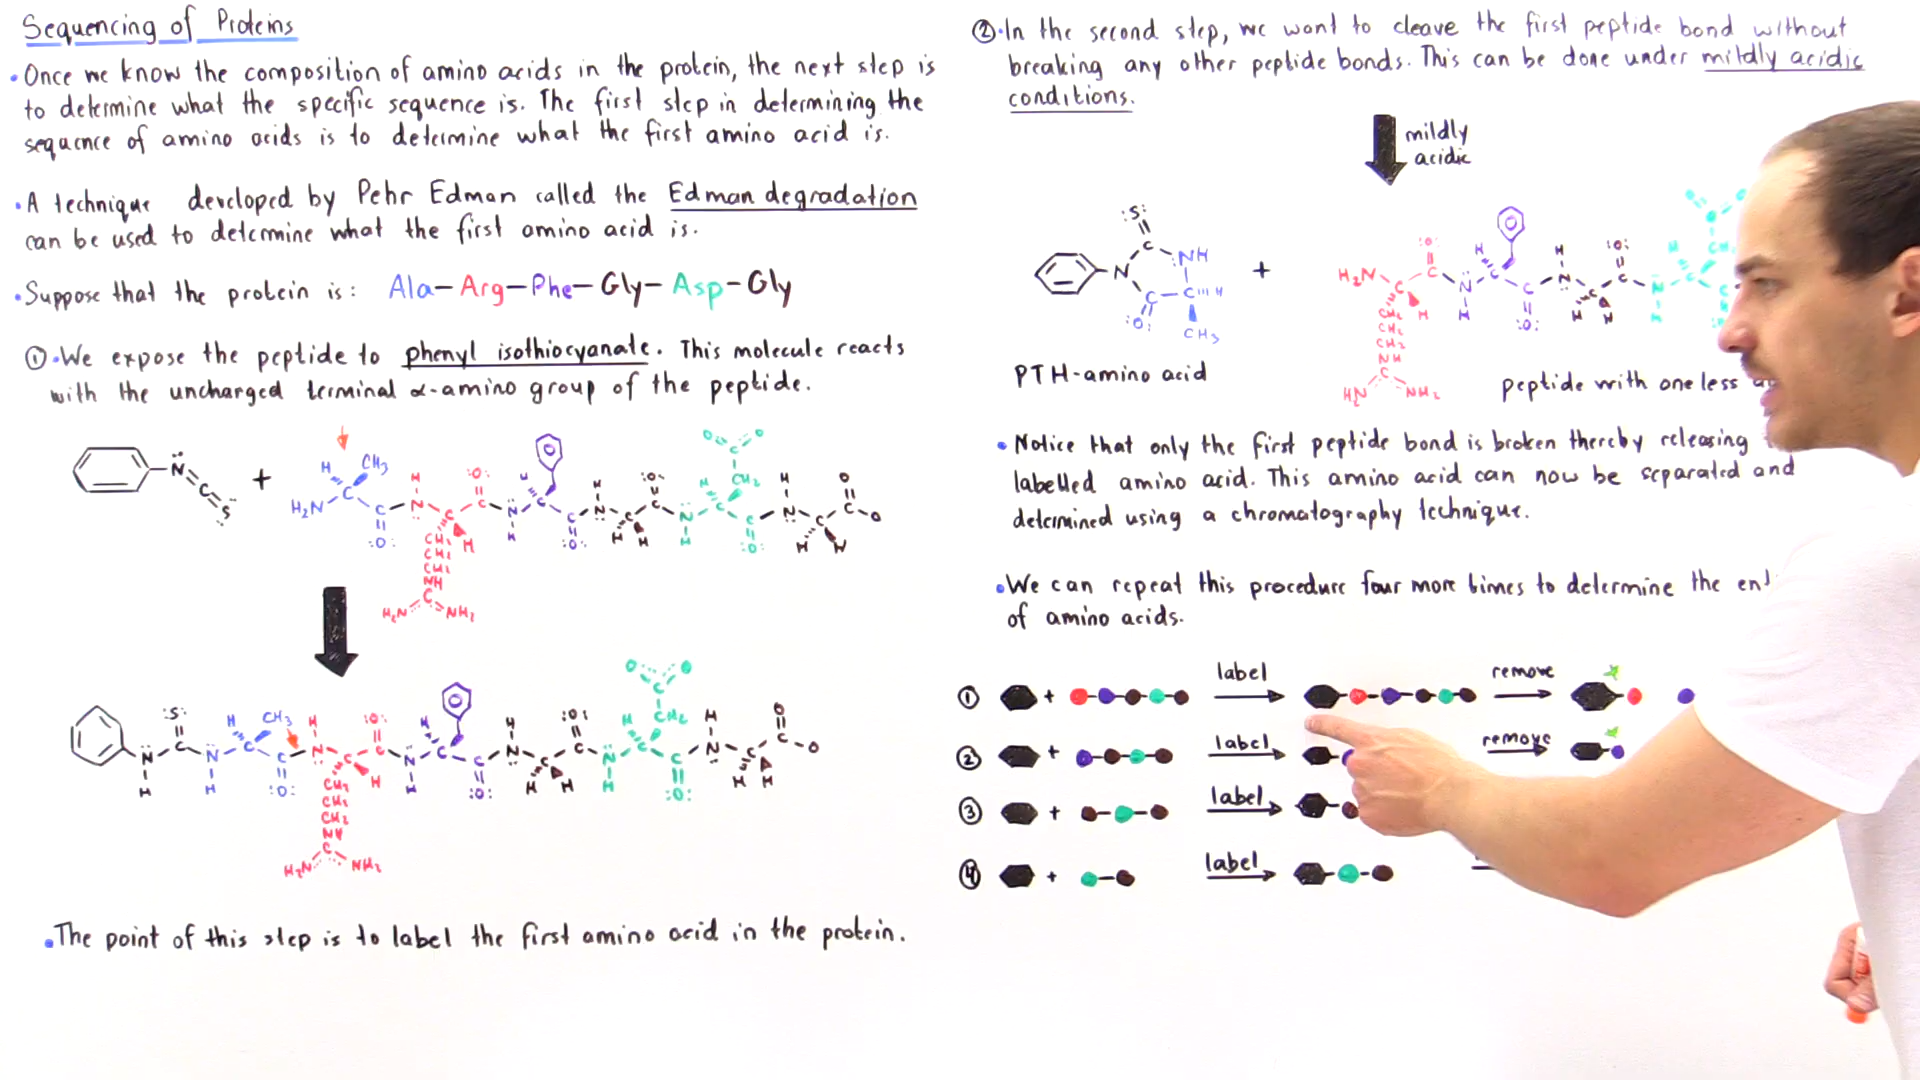 Sequencing of Proteins
• Once we know the composition of amino acids in the protein, the next step is
to determine what the specific sequence is. The first step in determining the
sequence of amino acids is to determine what the first amino acid is.
• A technique developed by Pehr Edman called the Edman degradation
can be used to determine what the first amino acid is.
• Suppose that the protein is: Ala-Arg-Phe-Gly-Asp-Gly
① • We expose the peptide to phenyl isothiocyanate. This molecule reacts
with the uncharged terminal α-amino group of the peptide.
• The point of this step is to label the first amino acid in the protein.
② • In the second step, we want to cleave the first peptide bond without
breaking any other peptide bonds. This can be done under mildly acidic
conditions.
mildly
acidic
PTH-amino acid
peptide with one less
• Notice that only the first peptide bond is broken thereby releasing
labelled amino acid. This amino acid can now be separated and
determined using a chromatography technique.
• We can repeat this procedure four more times to determine the
of amino acids.
① + label remove
② + label remove
③ + label
④ + label